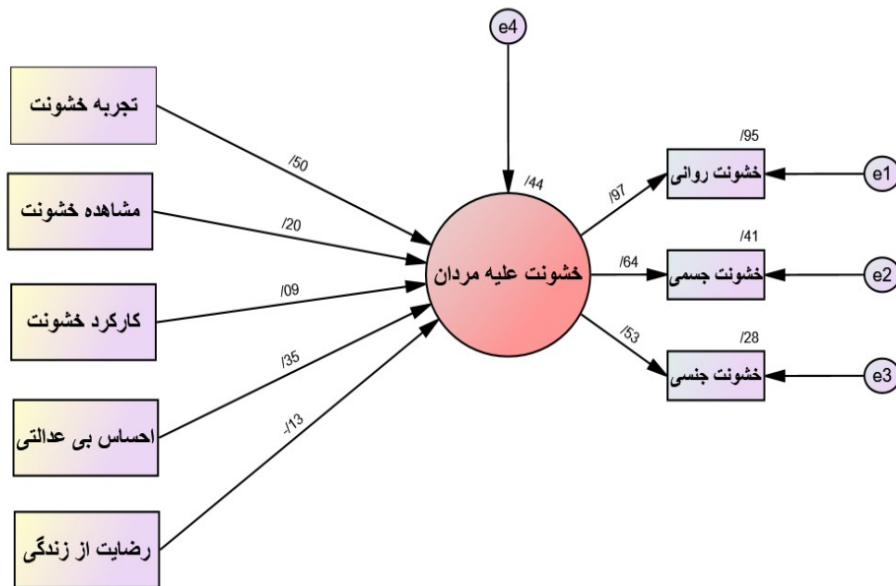 e4
تجربه خشونت
/50
/44
/95
خشونت روانی
e1
/97
مشاهده خشونت
/20
خشونت علیه مردان
/64
/41
خشونت جسمی
e2
کارکرد خشونت
/09
/53
/28
خشونت جنسی
e3
احساس بی عدالتی
/35
رضایت از زندگی
-/13